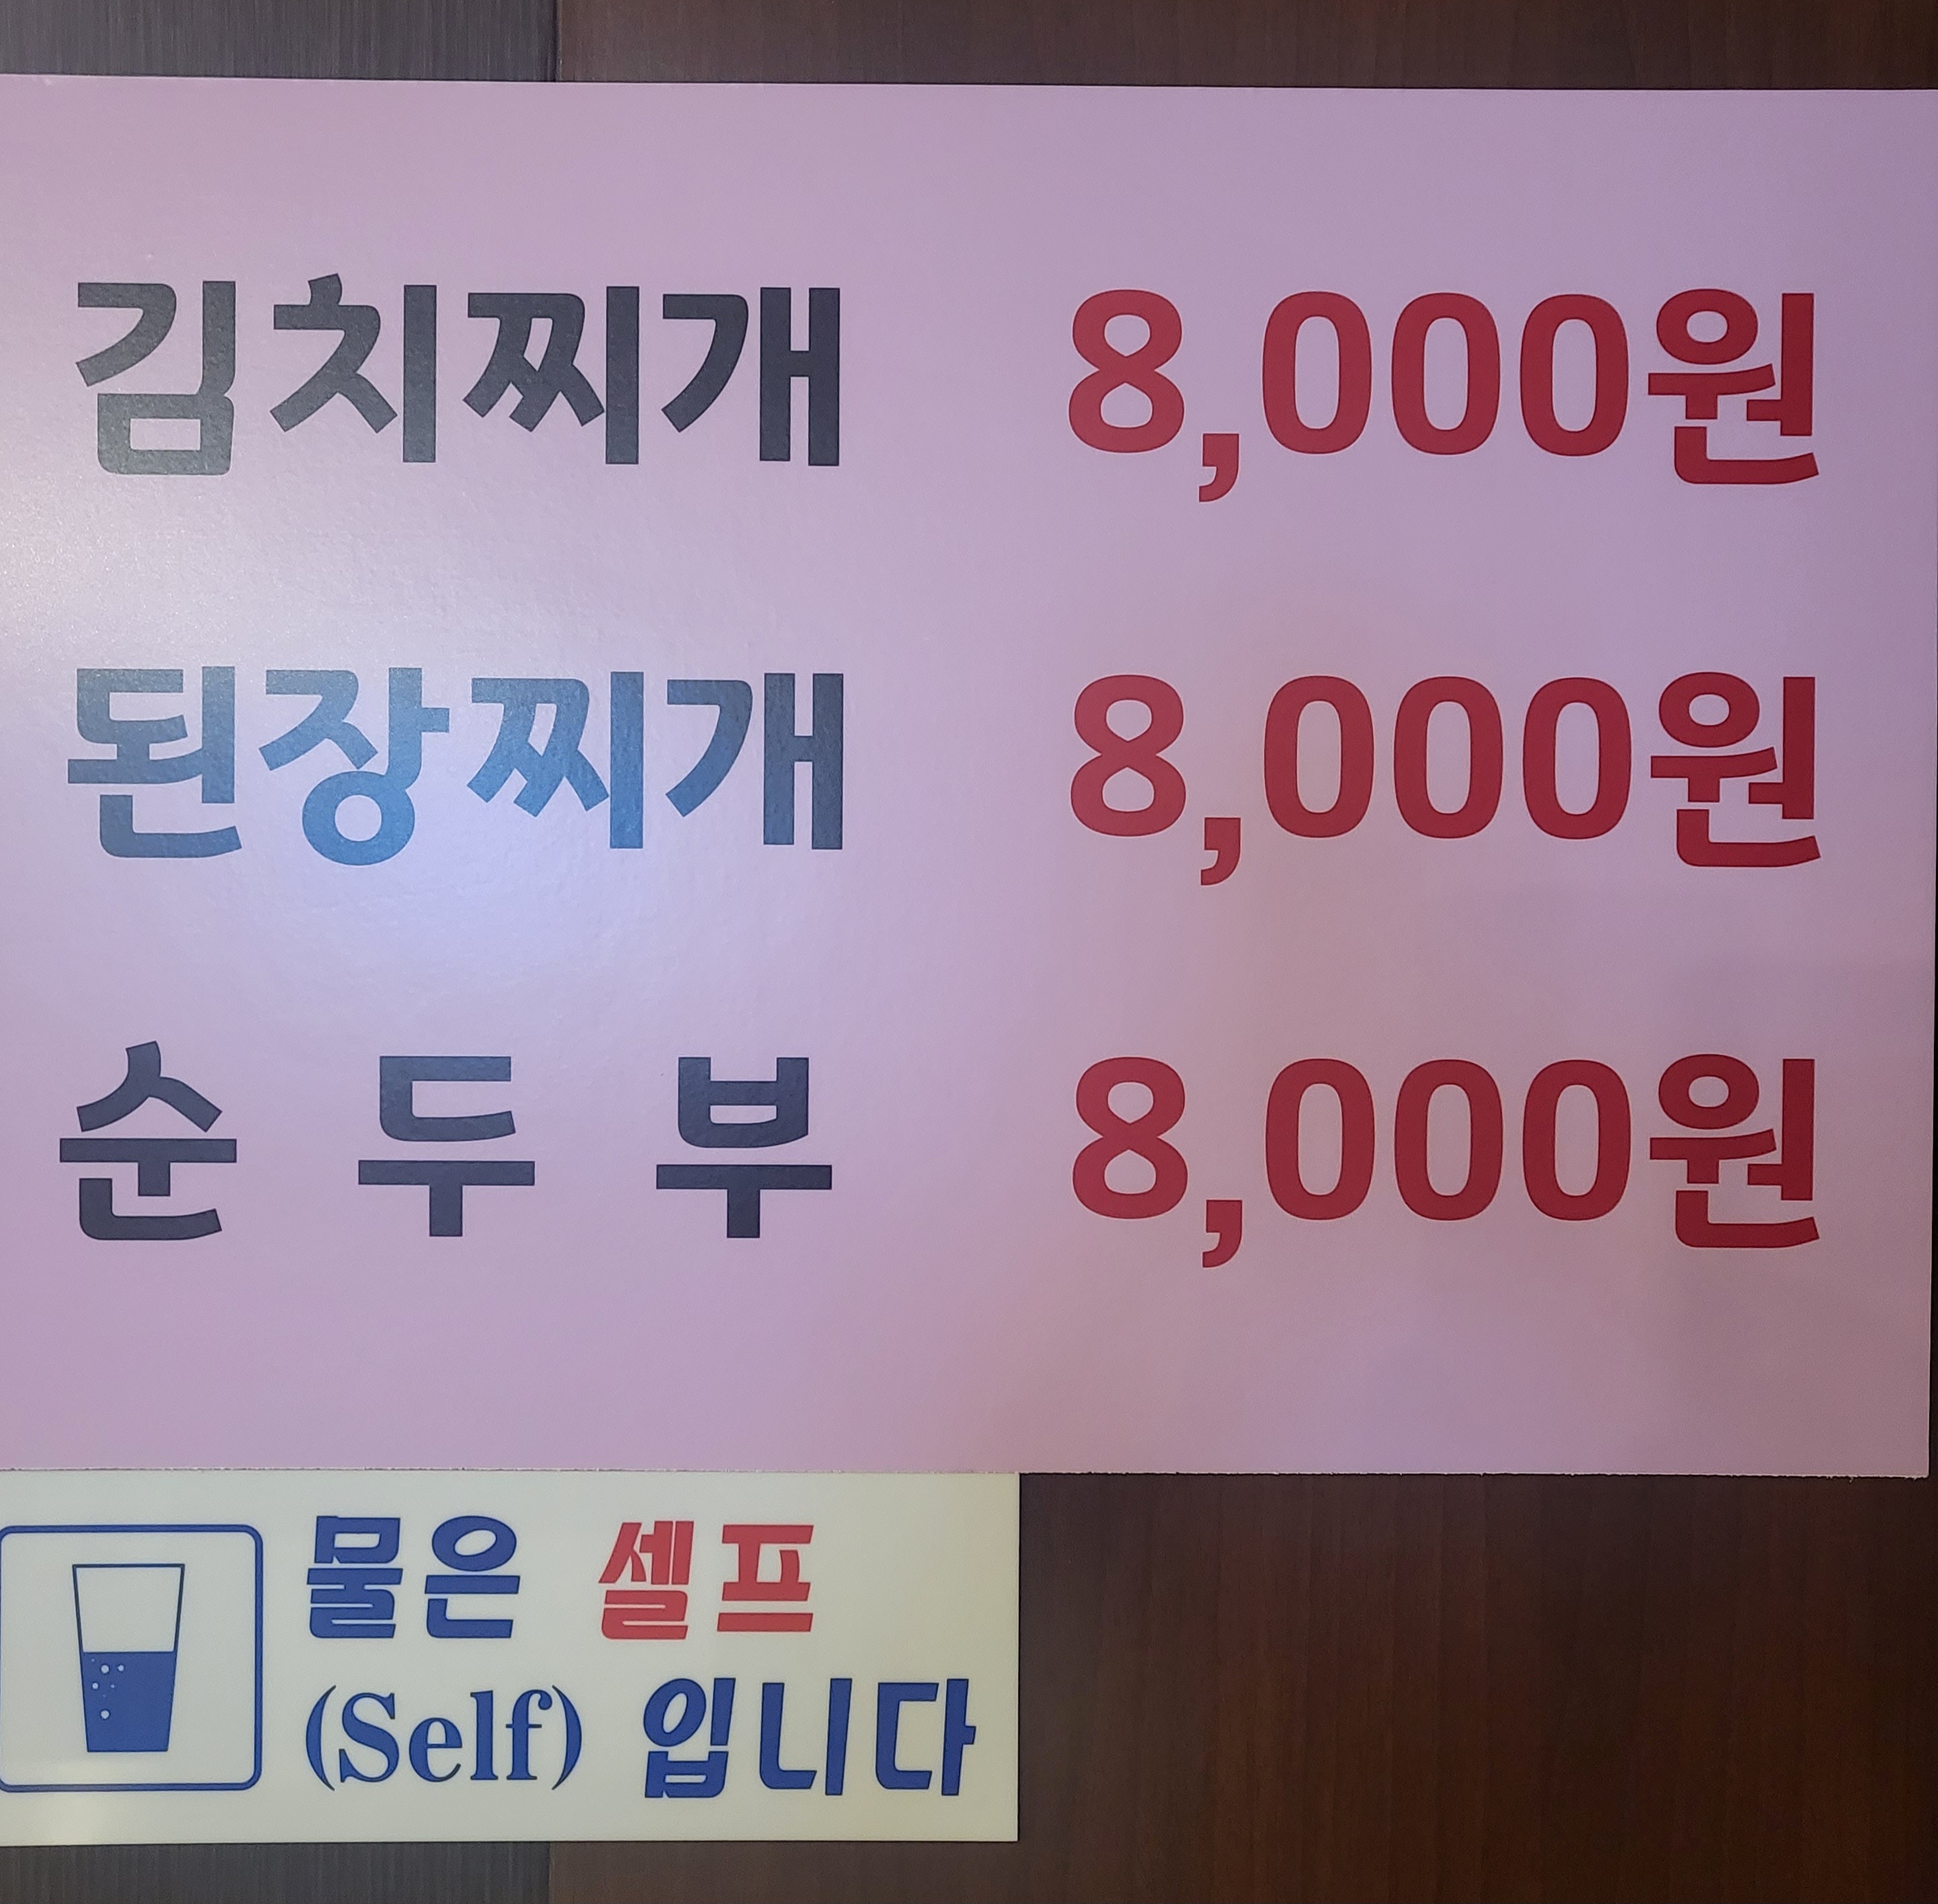 김치찌개 8,000원
된장찌개 8,000원
순두부 8,000원
물은 셀프
(Self) 입니다